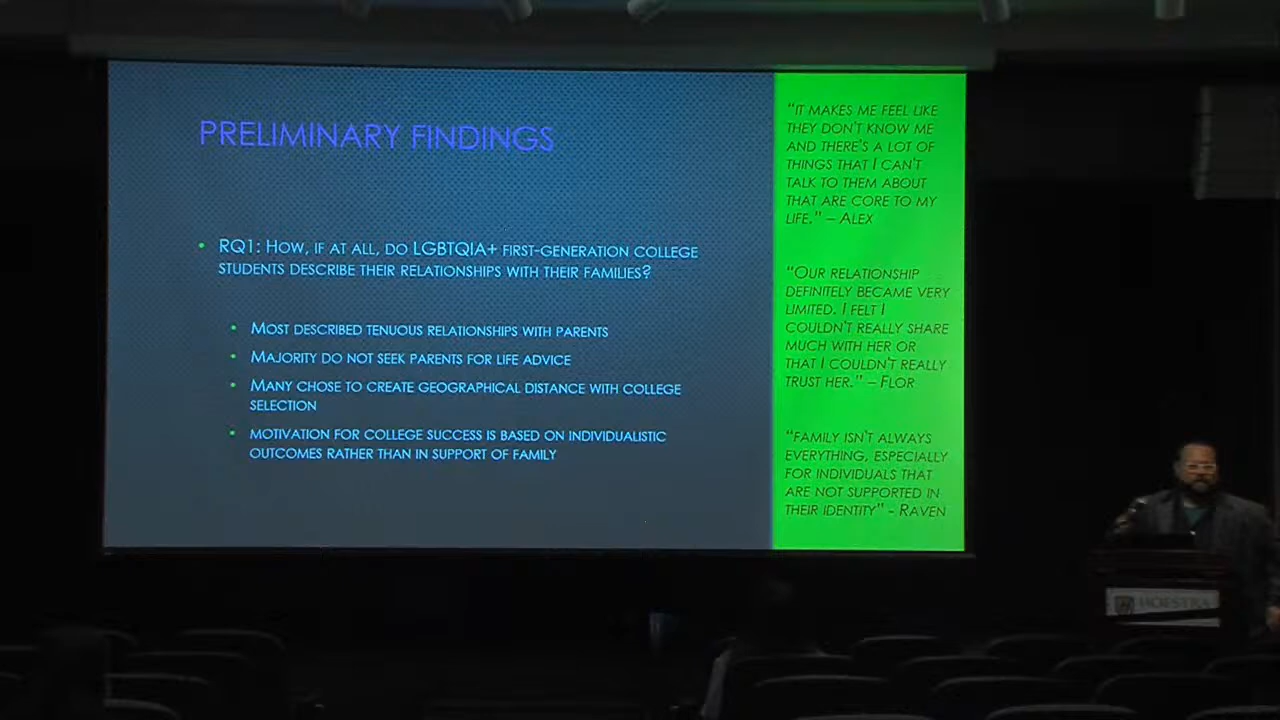 PRELIMINARY FINDINGS
• RQ1: HOW, IF AT ALL, DO LGBTQIA+ FIRST-GENERATION COLLEGE
STUDENTS DESCRIBE THEIR RELATIONSHIPS WITH THEIR FAMILIES?
• MOST DESCRIBED TENUOUS RELATIONSHIPS WITH PARENTS
• MAJORITY DO NOT SEEK PARENTS FOR LIFE ADVICE
• MANY CHOSE TO CREATE GEOGRAPHICAL DISTANCE WITH COLLEGE
SELECTION
• MOTIVATION FOR COLLEGE SUCCESS IS BASED ON INDIVIDUALISTIC
OUTCOMES RATHER THAN IN SUPPORT OF FAMILY
“IT MAKES ME FEEL LIKE
THEY DON'T KNOW ME
AND THERE'S A LOT OF
THINGS THAT I CAN'T
TALK TO THEM ABOUT
THAT ARE CORE TO MY
LIFE.” – ALEX
“OUR RELATIONSHIP
DEFINITELY BECAME VERY
LIMITED. I FELT I
COULDN'T REALLY SHARE
MUCH WITH HER OR
THAT I COULDN'T REALLY
TRUST HER.” – FLOR
“FAMILY ISN'T ALWAYS
EVERYTHING, ESPECIALLY
FOR INDIVIDUALS THAT
ARE NOT SUPPORTED IN
THEIR IDENTITY” - RAVEN
HOFSTRA